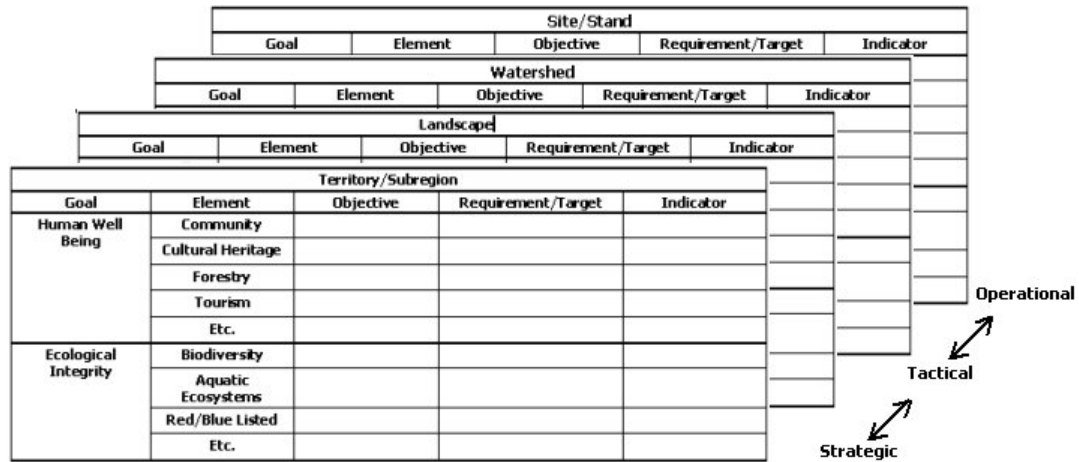 Site/Stand
Goal Element Objective Requirement/Target Indicator
Watershed
Goal Element Objective Requirement/Target Indicator
Landscape
Goal Element Objective Requirement/Target Indicator
Territory/Subregion
Goal Element Objective Requirement/Target Indicator
Human Well
Being
Community
Cultural Heritage
Forestry
Tourism
Etc.
Ecological
Integrity
Biodiversity
Aquatic
Ecosystems
Red/Blue Listed
Etc.
Operational
Tactical
Strategic